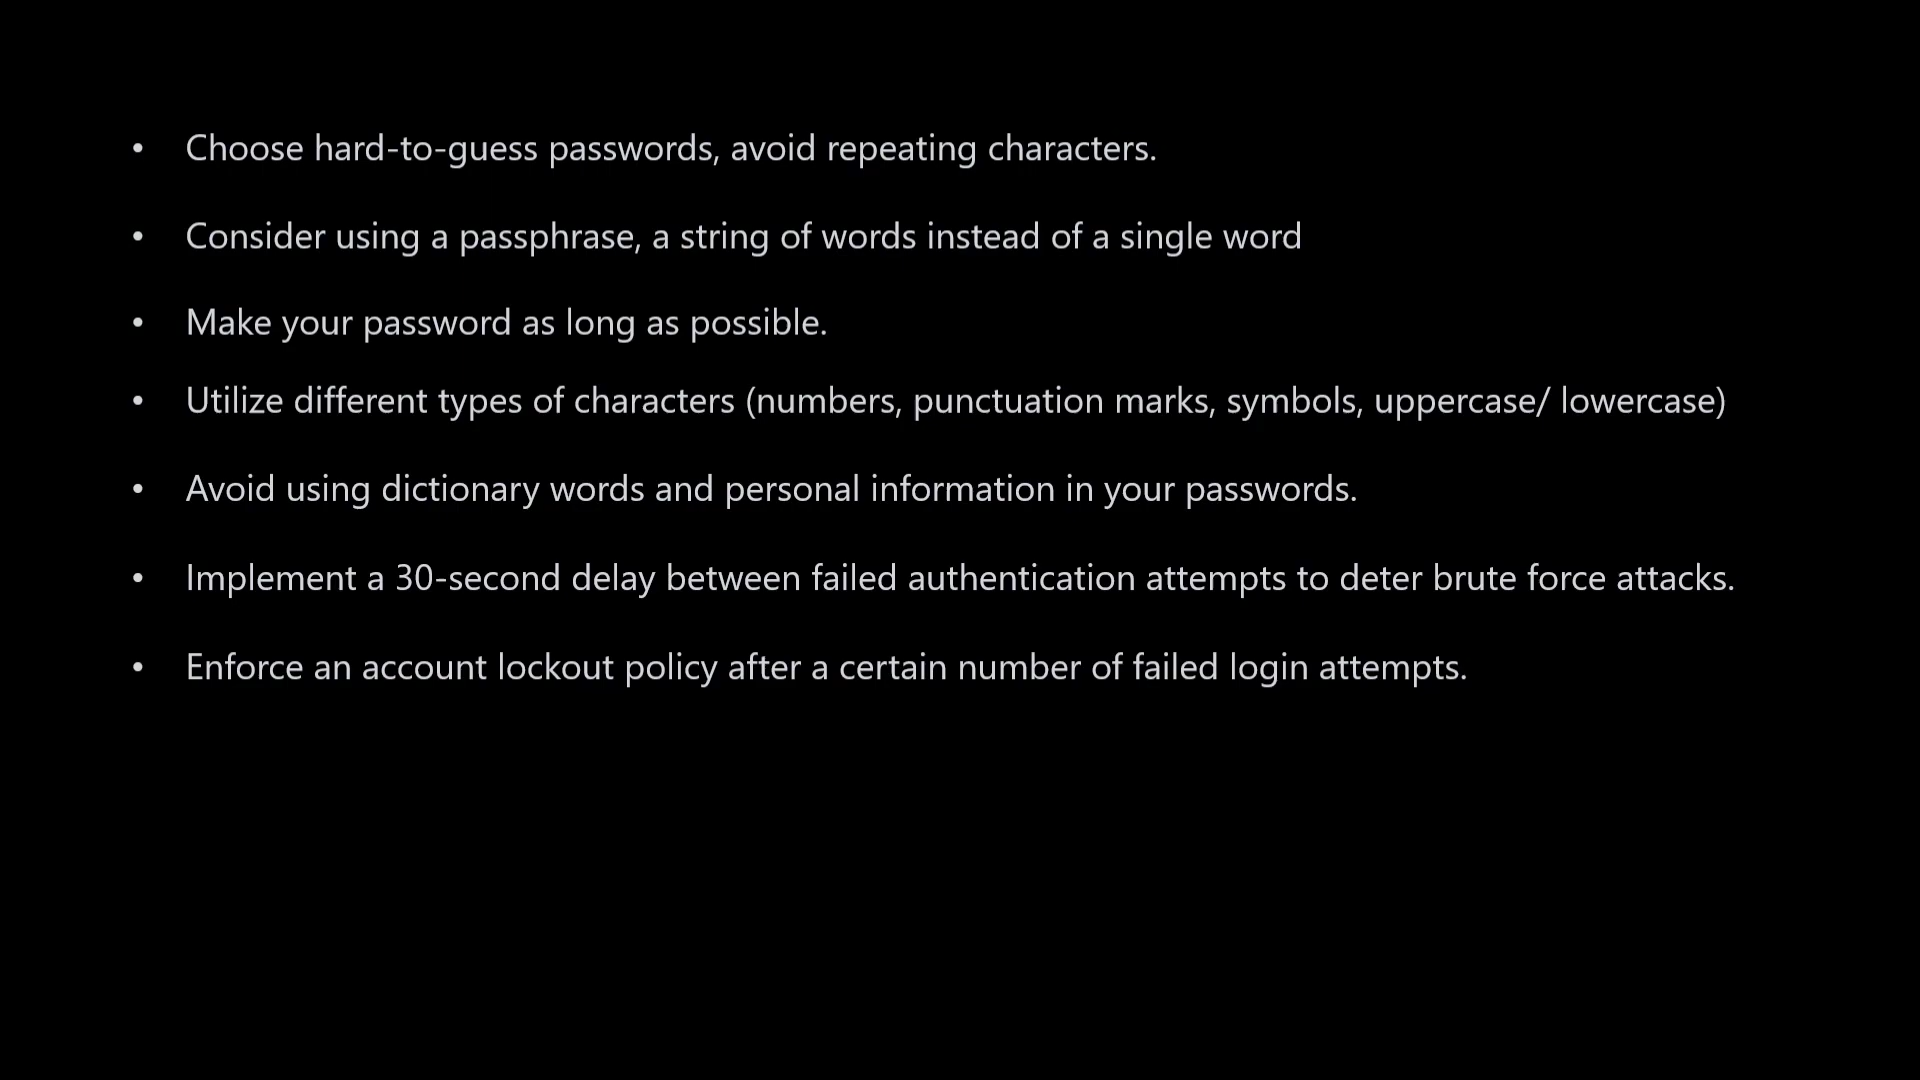 • Choose hard-to-guess passwords, avoid repeating characters.
• Consider using a passphrase, a string of words instead of a single word
• Make your password as long as possible.
• Utilize different types of characters (numbers, punctuation marks, symbols, uppercase/ lowercase)
• Avoid using dictionary words and personal information in your passwords.
• Implement a 30-second delay between failed authentication attempts to deter brute force attacks.
• Enforce an account lockout policy after a certain number of failed login attempts.